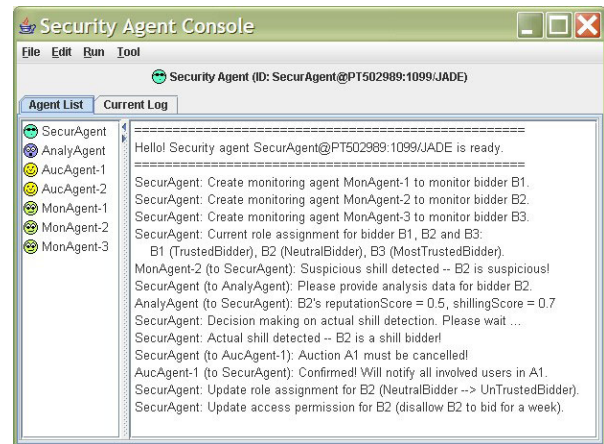 Security Agent Console
File Edit Run Tool
Security Agent (ID: SecurAgent@PT502989:1099/JADE)
Agent List Current Log
SecurAgent
AnalyAgent
AucAgent-1
AucAgent-2
MonAgent-1
MonAgent-2
MonAgent-3
====================================================
Hello! Security agent SecurAgent@PT502989:1099/JADE is ready.
====================================================
SecurAgent: Create monitoring agent MonAgent-1 to monitor bidder B1.
SecurAgent: Create monitoring agent MonAgent-2 to monitor bidder B2.
SecurAgent: Create monitoring agent MonAgent-3 to monitor bidder B3.
SecurAgent: Current role assignment for bidder B1, B2 and B3:
B1 (TrustedBidder), B2 (NeutralBidder), B3 (MostTrustedBidder).
MonAgent-2 (to SecurAgent): Suspicious shill detected -- B2 is suspicious!
SecurAgent (to AnalyAgent): Please provide analysis data for bidder B2.
AnalyAgent (to SecurAgent): B2's reputationScore = 0.5, shillingScore = 0.7
SecurAgent: Decision making on actual shill detection. Please wait ...
SecurAgent: Actual shill detected -- B2 is a shill bidder!
SecurAgent (to AucAgent-1): Auction A1 must be cancelled!
AucAgent-1 (to SecurAgent): Confirmed! Will notify all involved users in A1.
SecurAgent: Update role assignment for B2 (NeutralBidder --> UnTrustedBidder).
SecurAgent: Update access permission for B2 (disallow B2 to bid for a week).